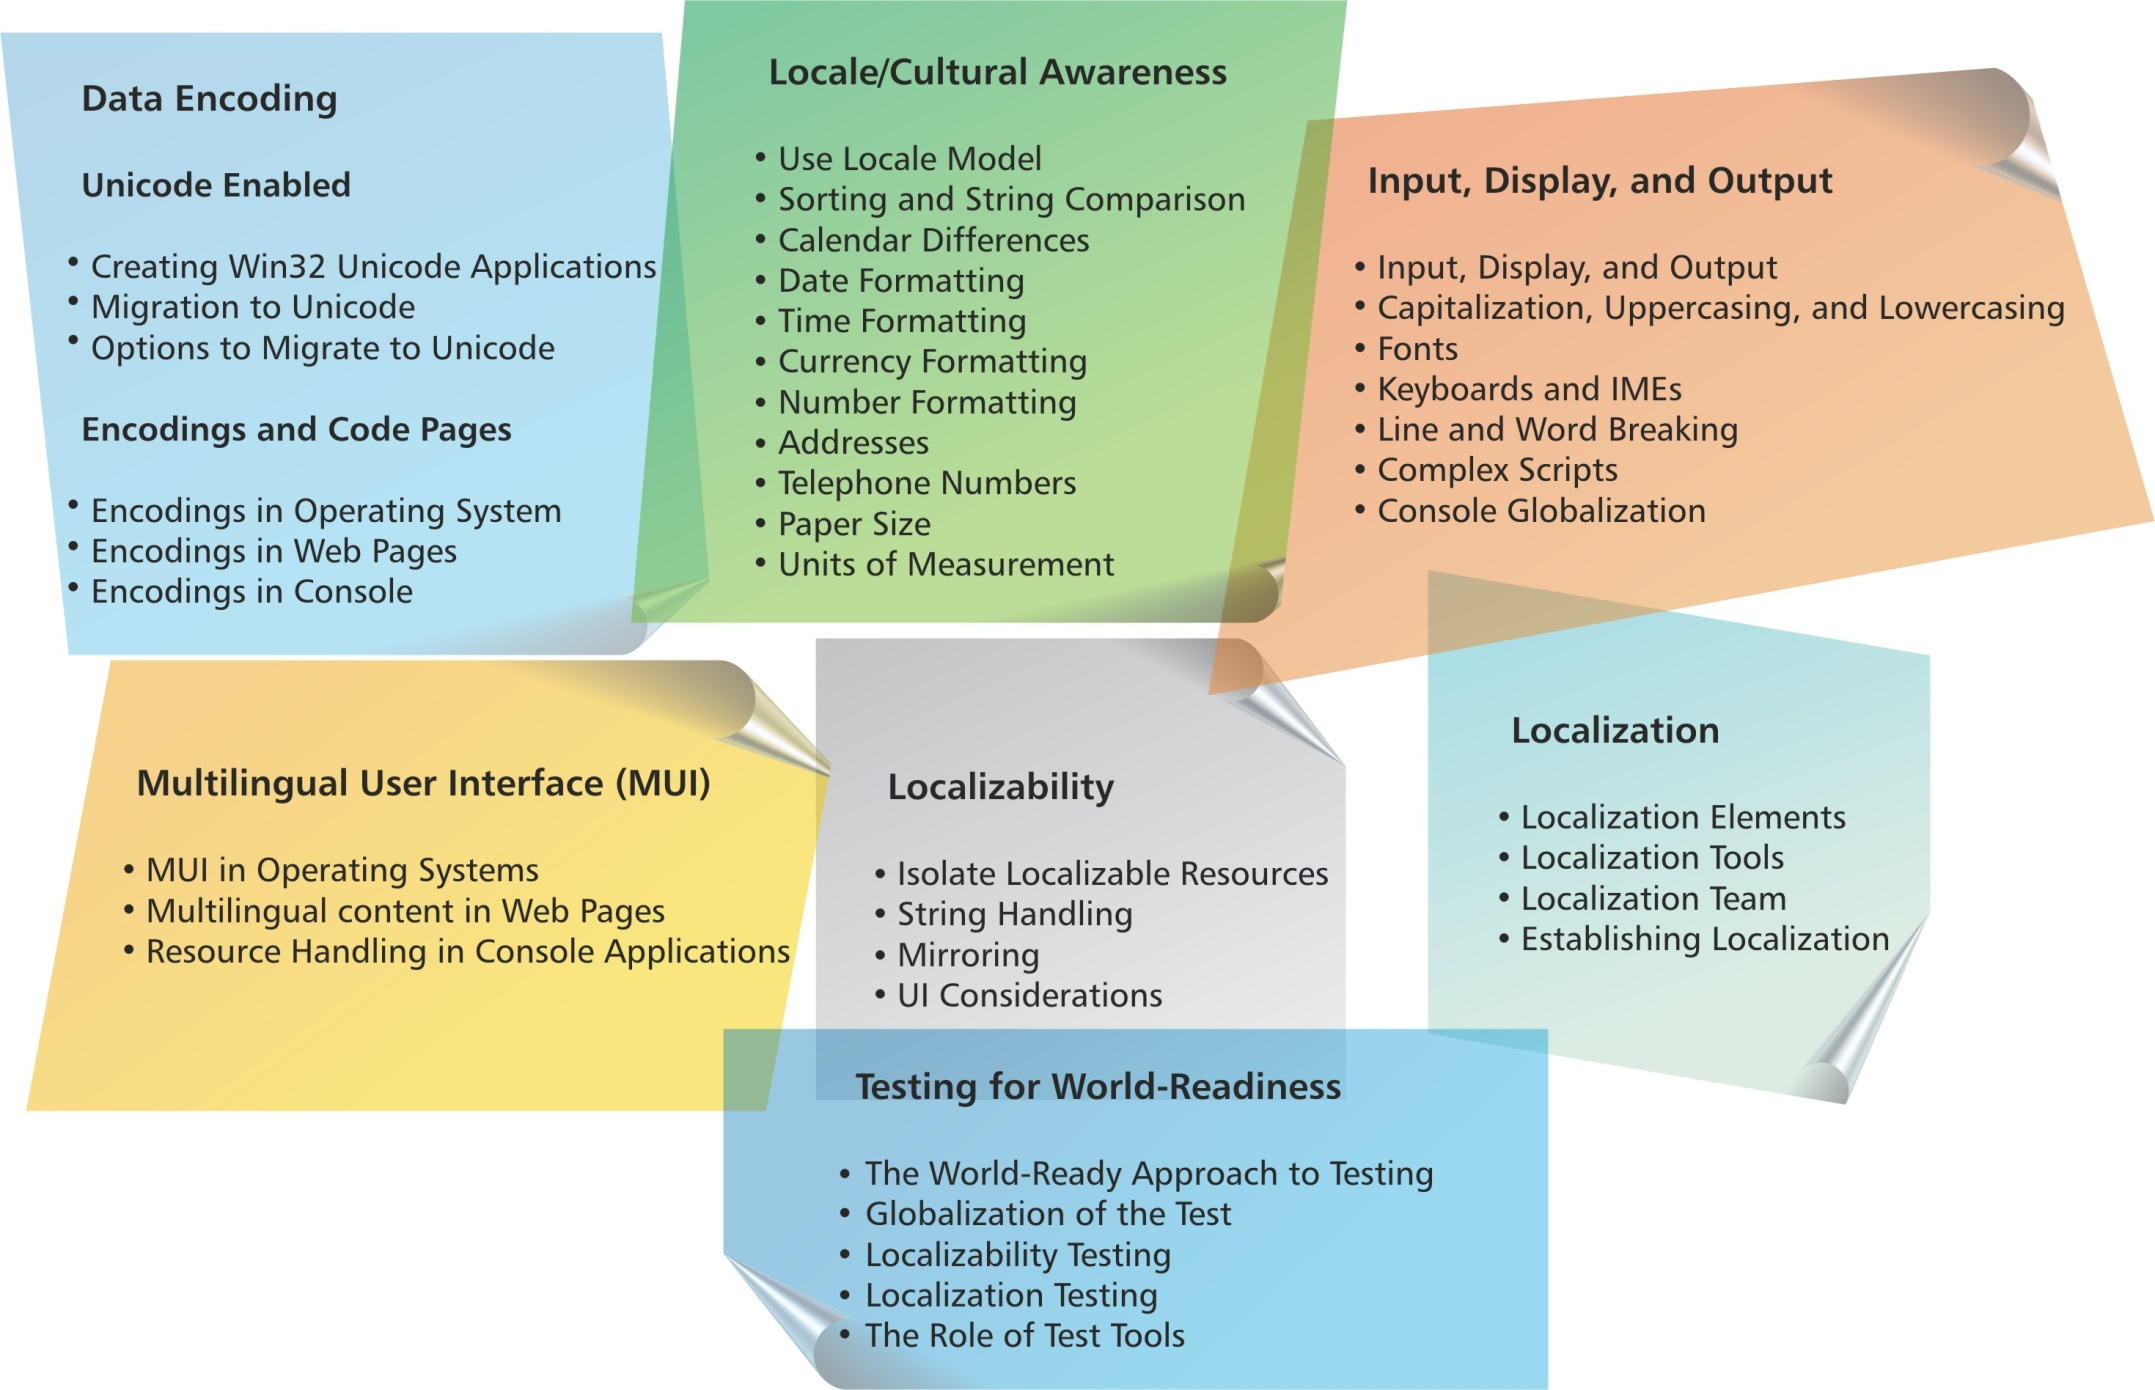 Data Encoding
Unicode Enabled
• Creating Win32 Unicode Applications
• Migration to Unicode
• Options to Migrate to Unicode
Encodings and Code Pages
• Encodings in Operating System
• Encodings in Web Pages
• Encodings in Console
Locale/Cultural Awareness
• Use Locale Model
• Sorting and String Comparison
• Calendar Differences
• Date Formatting
• Time Formatting
• Currency Formatting
• Number Formatting
• Addresses
• Telephone Numbers
• Paper Size
• Units of Measurement
Input, Display, and Output
• Input, Display, and Output
• Capitalization, Uppercasing, and Lowercasing
• Fonts
• Keyboards and IMEs
• Line and Word Breaking
• Complex Scripts
• Console Globalization
Multilingual User Interface (MUI)
• MUI in Operating Systems
• Multilingual content in Web Pages
• Resource Handling in Console Applications
Localizability
• Isolate Localizable Resources
• String Handling
• Mirroring
• UI Considerations
Localization
• Localization Elements
• Localization Tools
• Localization Team
• Establishing Localization
Testing for World-Readiness
• The World-Ready Approach to Testing
• Globalization of the Test
• Localizability Testing
• Localization Testing
• The Role of Test Tools